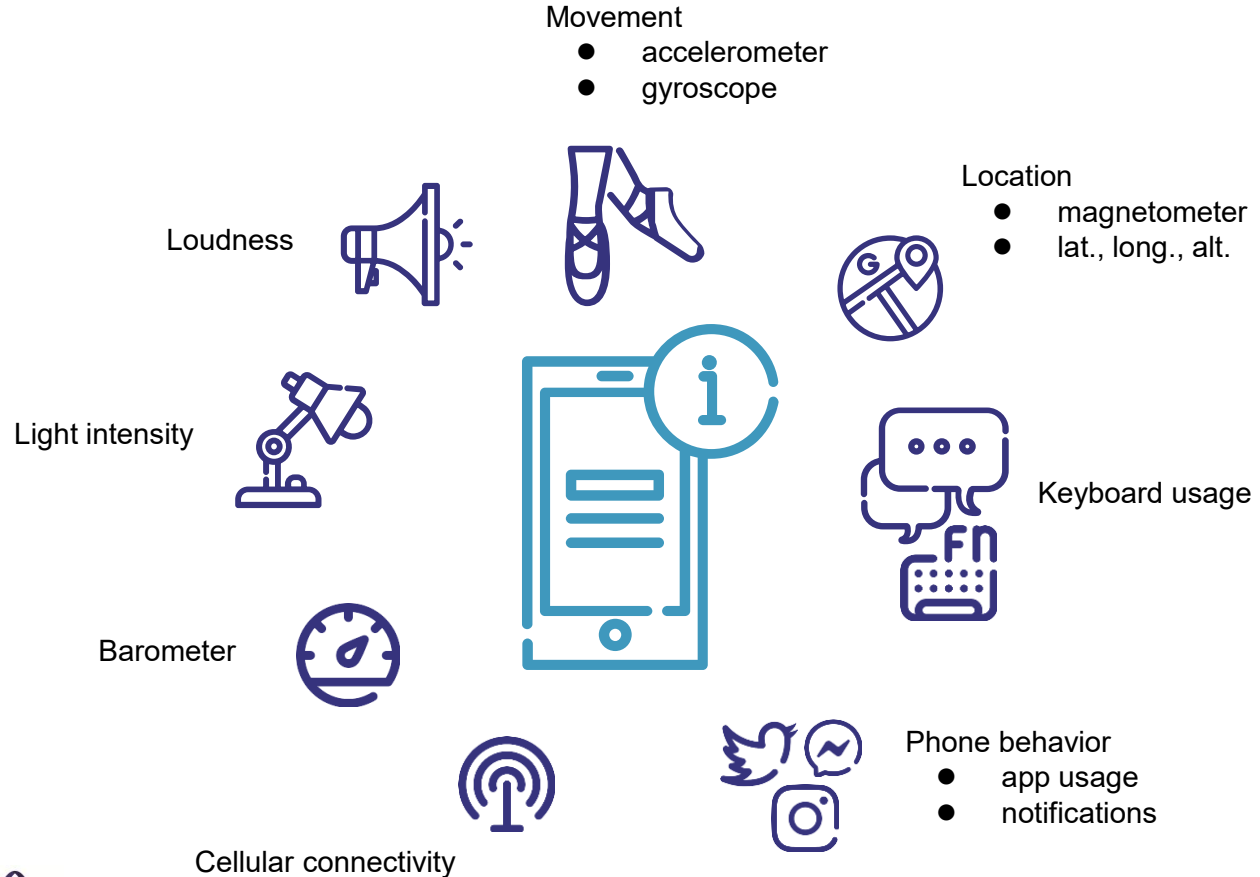 Movement
● accelerometer
● gyroscope
Location
● magnetometer
● lat., long., alt.
Loudness
G
i
Light intensity
Keyboard usage
Fn
Barometer
Phone behavior
● app usage
● notifications
Cellular connectivity